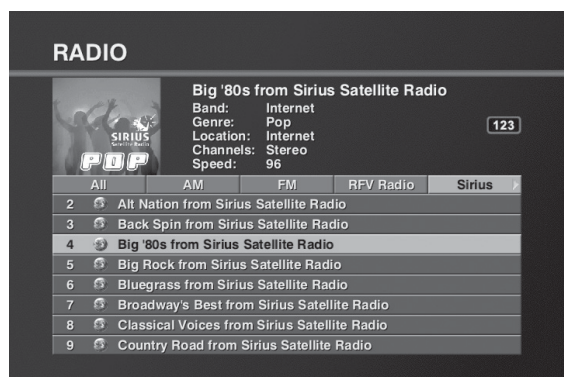 RADIO
SIRIUS
Satellite Radio
POP
Big '80s from Sirius Satellite Radio
Band: Internet
Genre: Pop
Location: Internet
Channels: Stereo
Speed: 96
123
All AM FM RFV Radio Sirius
2 Alt Nation from Sirius Satellite Radio
3 Back Spin from Sirius Satellite Radio
4 Big '80s from Sirius Satellite Radio
5 Big Rock from Sirius Satellite Radio
6 Bluegrass from Sirius Satellite Radio
7 Broadway's Best from Sirius Satellite Radio
8 Classical Voices from Sirius Satellite Radio
9 Country Road from Sirius Satellite Radio